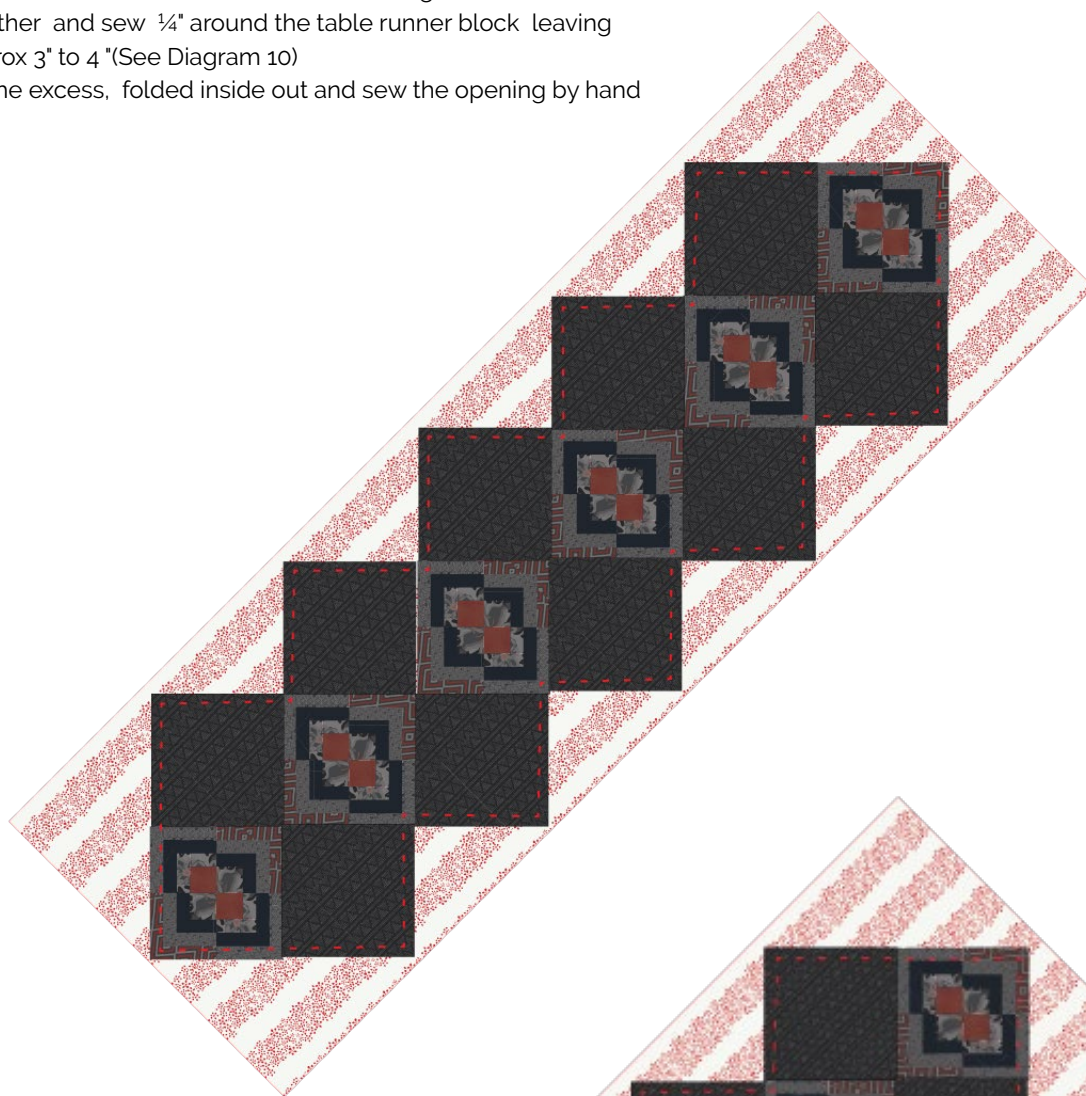 ther and sew ¼" around the table runner block leaving
rox 3" to 4 "(See Diagram 10)
ne excess, folded inside out and sew the opening by hand